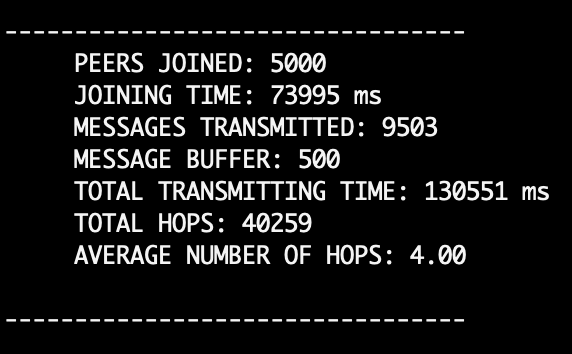 ----------------------------------
PEERS JOINED: 5000
JOINING TIME: 73995 ms
MESSAGES TRANSMITTED: 9503
MESSAGE BUFFER: 500
TOTAL TRANSMITTING TIME: 130551 ms
TOTAL HOPS: 40259
AVERAGE NUMBER OF HOPS: 4.00
----------------------------------